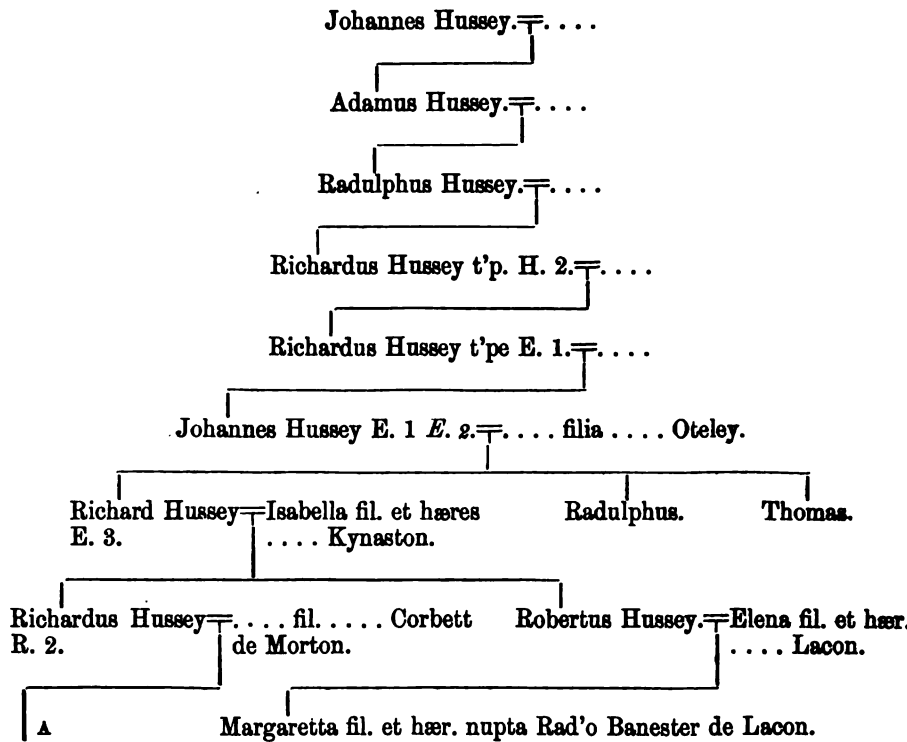 Johannes Hussey.=. . . .
Adamus Hussey.=. . . .
Radulphus Hussey.=. . . .
Richardus Hussey t'p. H. 2.=. . . .
Richardus Hussey t'pe E. 1.=. . . .
Johannes Hussey E. 1 E. 2.=. . . . filia . . . . Oteley.
Richard Hussey=Isabella fil. et hæres Radulphus. Thomas.
E. 3. . . . . Kynaston.
Richardus Hussey=. . . . fil. . . . . Corbett Robertus Hussey.=Elena fil. et hær.
R. 2. de Morton. . . . . Lacon.
A Margaretta fil. et hær. nupta Rad'o Banester de Lacon.